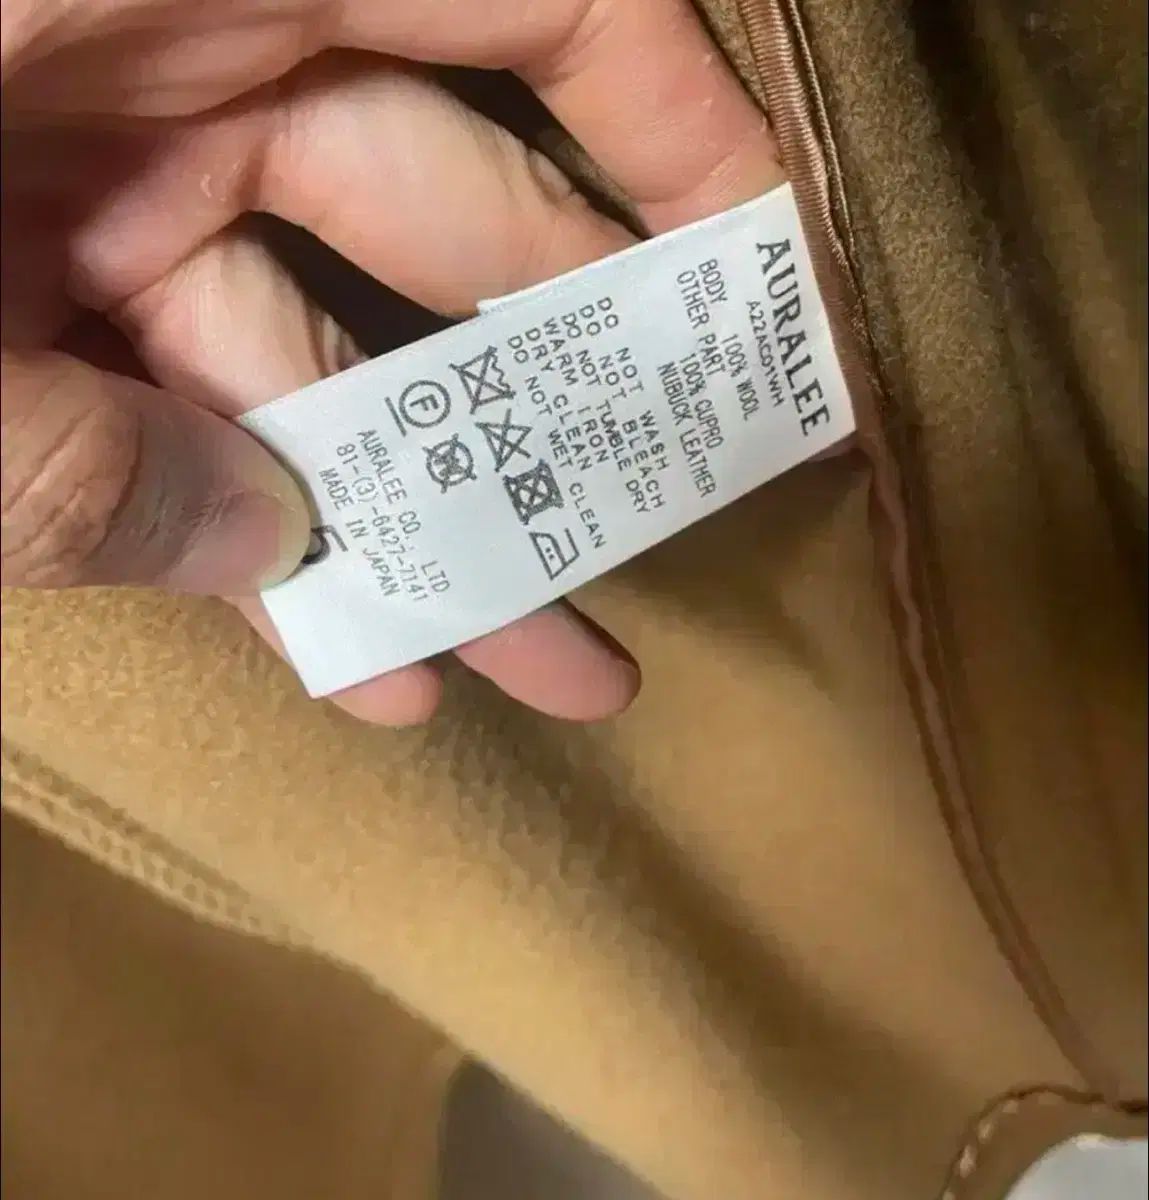 AURALEE
A22AC01WH
BODY 100% WOOL
OTHER PART
100% CUPRO
NUBUCK LEATHER
DO NOT WASH
DO NOT BLEACH
DO NOT TUMBLE DRY
WARM IRON
DRY CLEAN
DO NOT WET CLEAN
F
AURALEE CO., LTD
81-(3)-6427-7141
MADE IN JAPAN
5